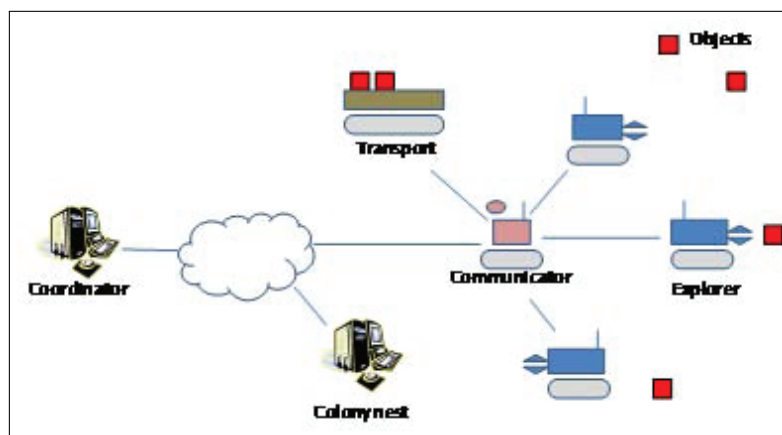 Objects
Transport
Coordinator
Communicator
Explorer
Colony nest